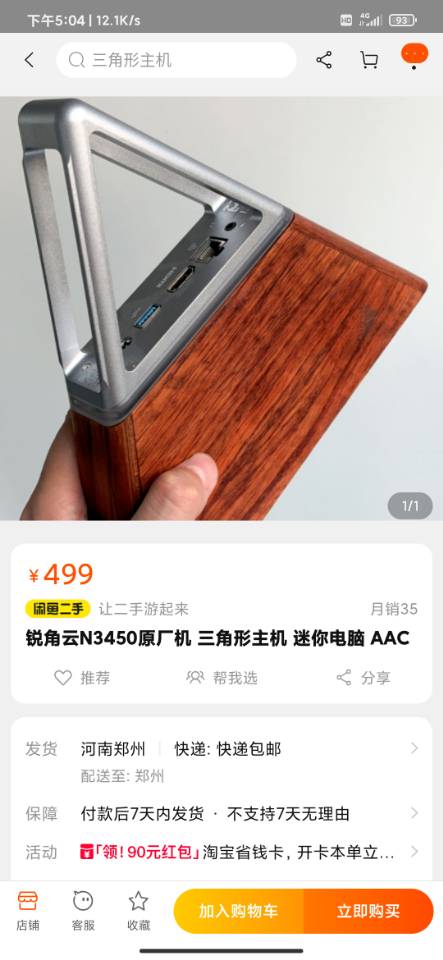 下午5:04 | 12.1K/s
HD 4G 93
三角形主机
1/1
¥499
闲鱼二手 让二手游起来 月销35
锐角云N3450原厂机 三角形主机 迷你电脑 AAC
推荐 帮我选 分享
发货 河南郑州 | 快递: 快递包邮
配送至: 郑州
保障 付款后7天内发货 · 不支持7天无理由
活动 「领! 90元红包」淘宝省钱卡，开卡本单立...
店铺 客服 收藏 加入购物车 立即购买